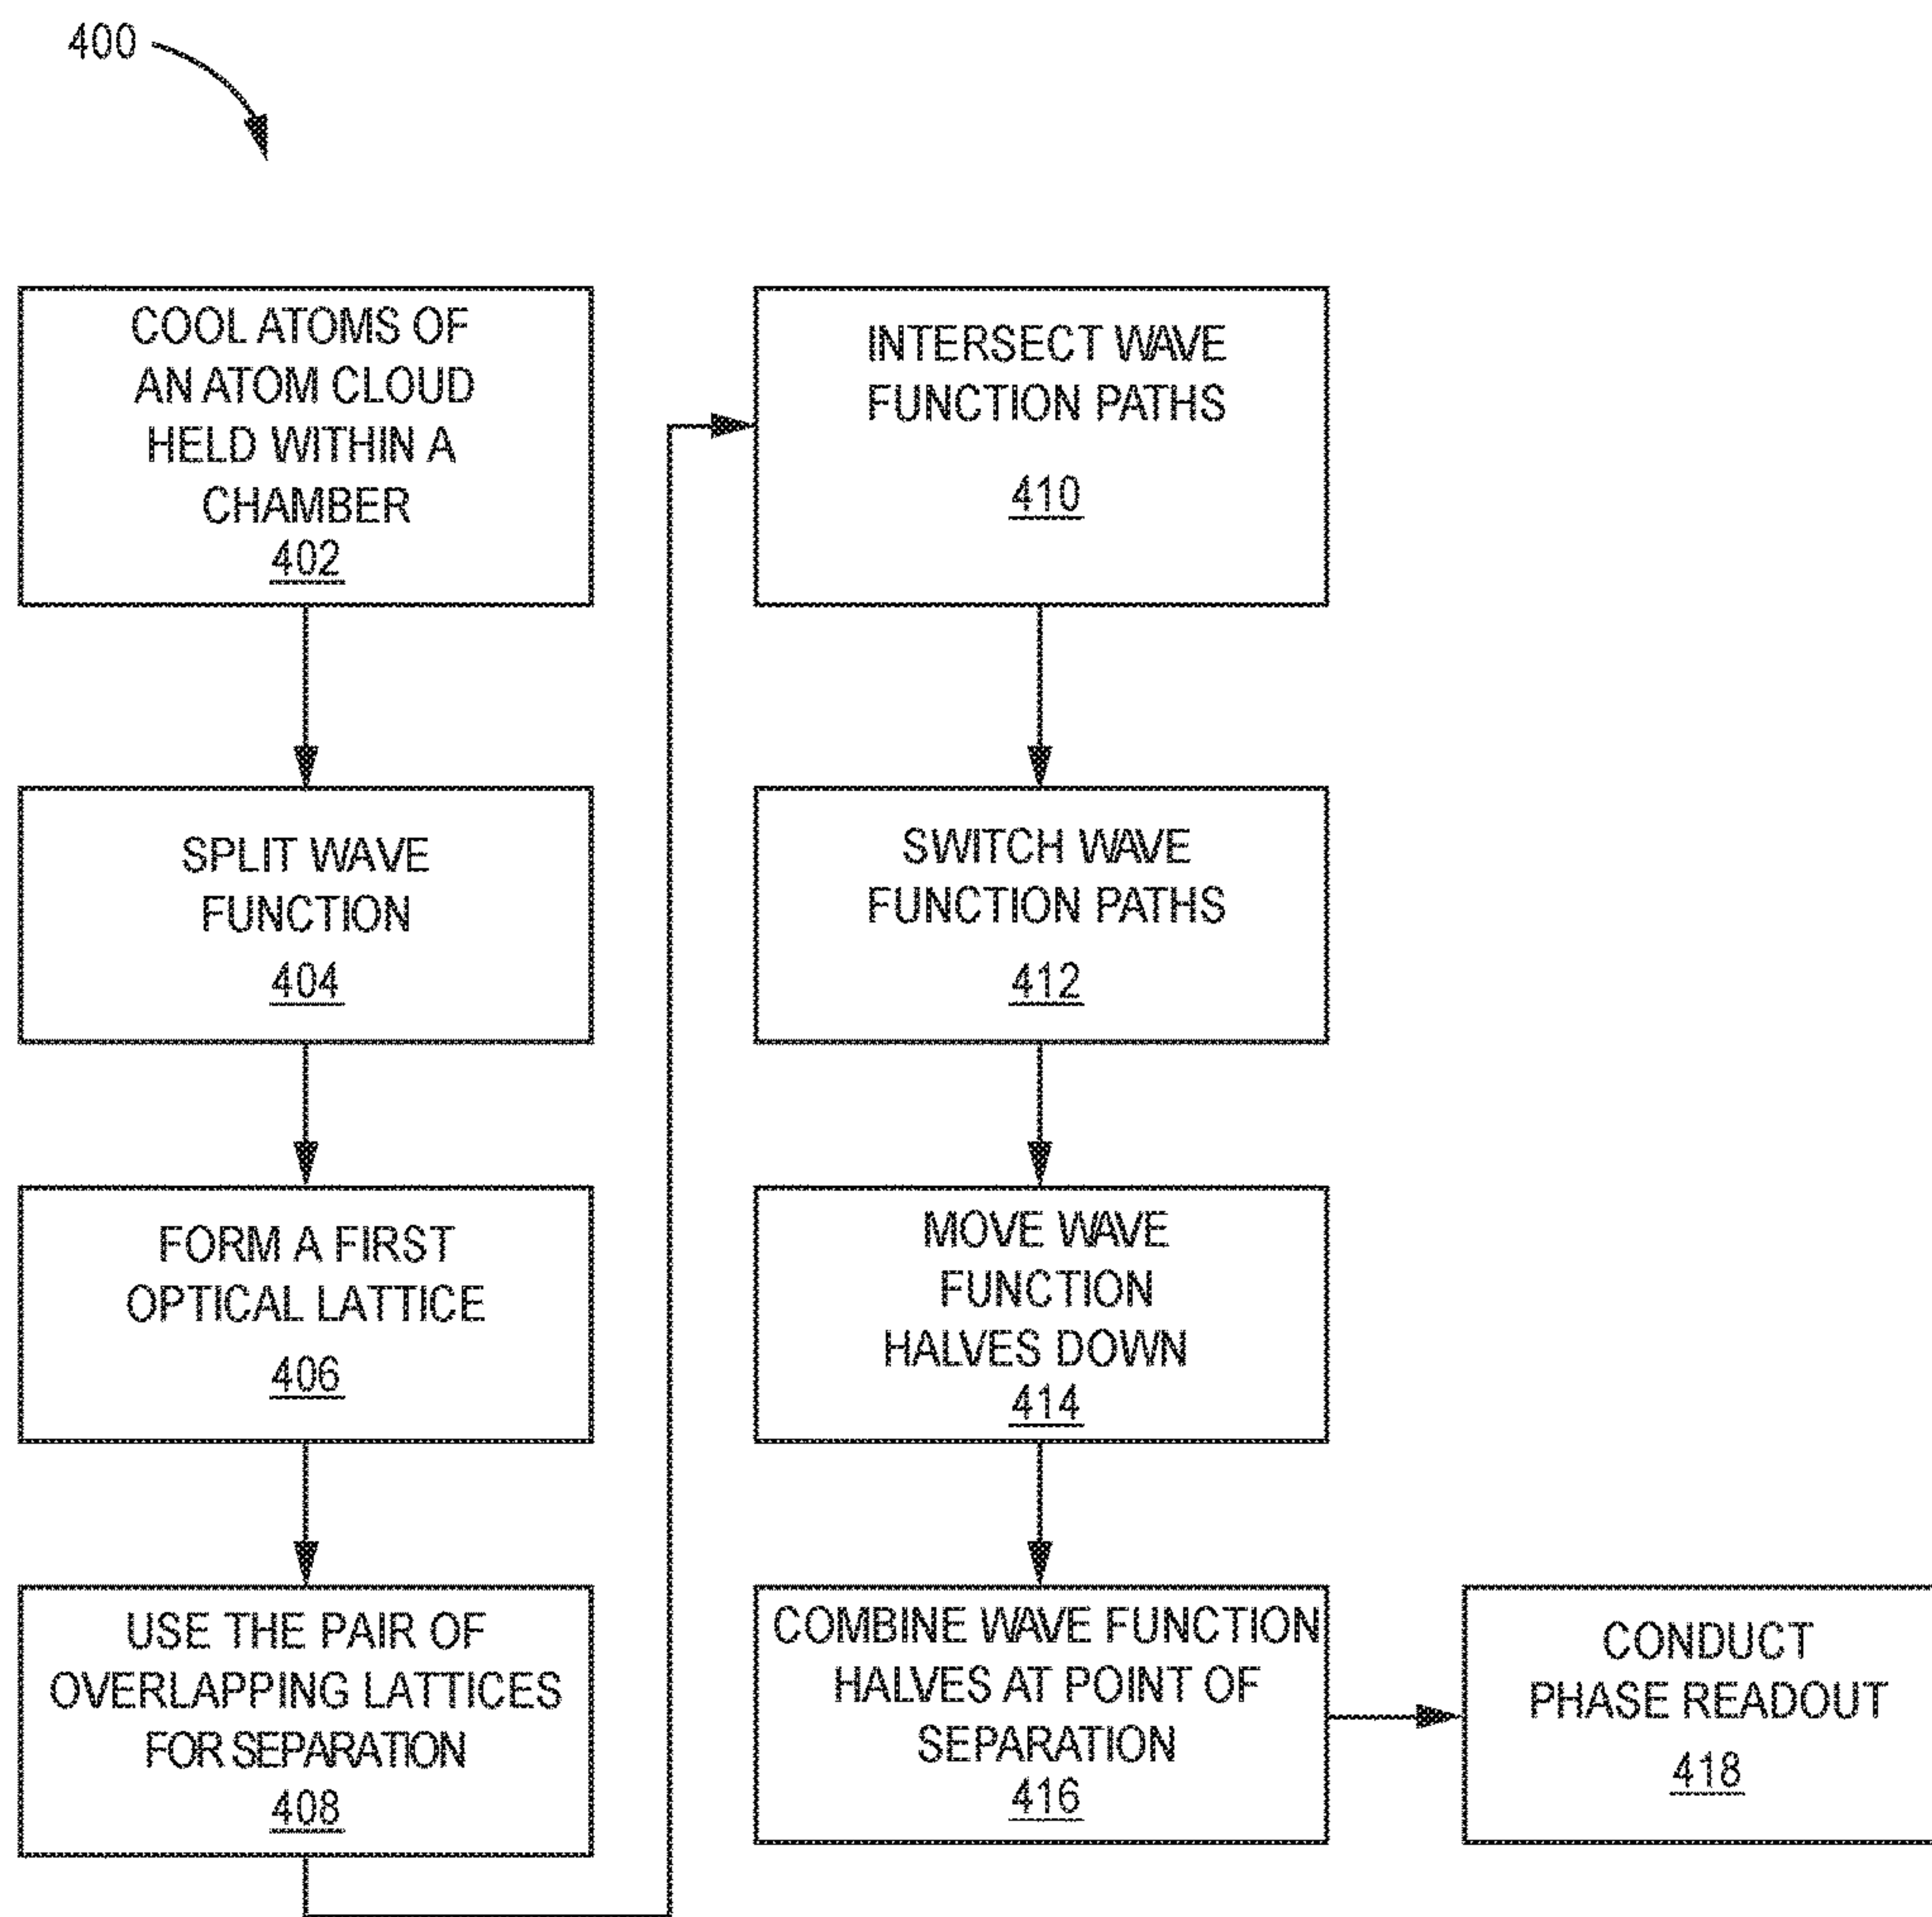 400
COOL ATOMS OF
AN ATOM CLOUD
HELD WITHIN A
CHAMBER
402
SPLIT WAVE
FUNCTION
404
FORM A FIRST
OPTICAL LATTICE
406
USE THE PAIR OF
OVERLAPPING LATTICES
FOR SEPARATION
408
INTERSECT WAVE
FUNCTION PATHS
410
SWITCH WAVE
FUNCTION PATHS
412
MOVE WAVE
FUNCTION
HALVES DOWN
414
COMBINE WAVE FUNCTION
HALVES AT POINT OF
SEPARATION
416
CONDUCT
PHASE READOUT
418